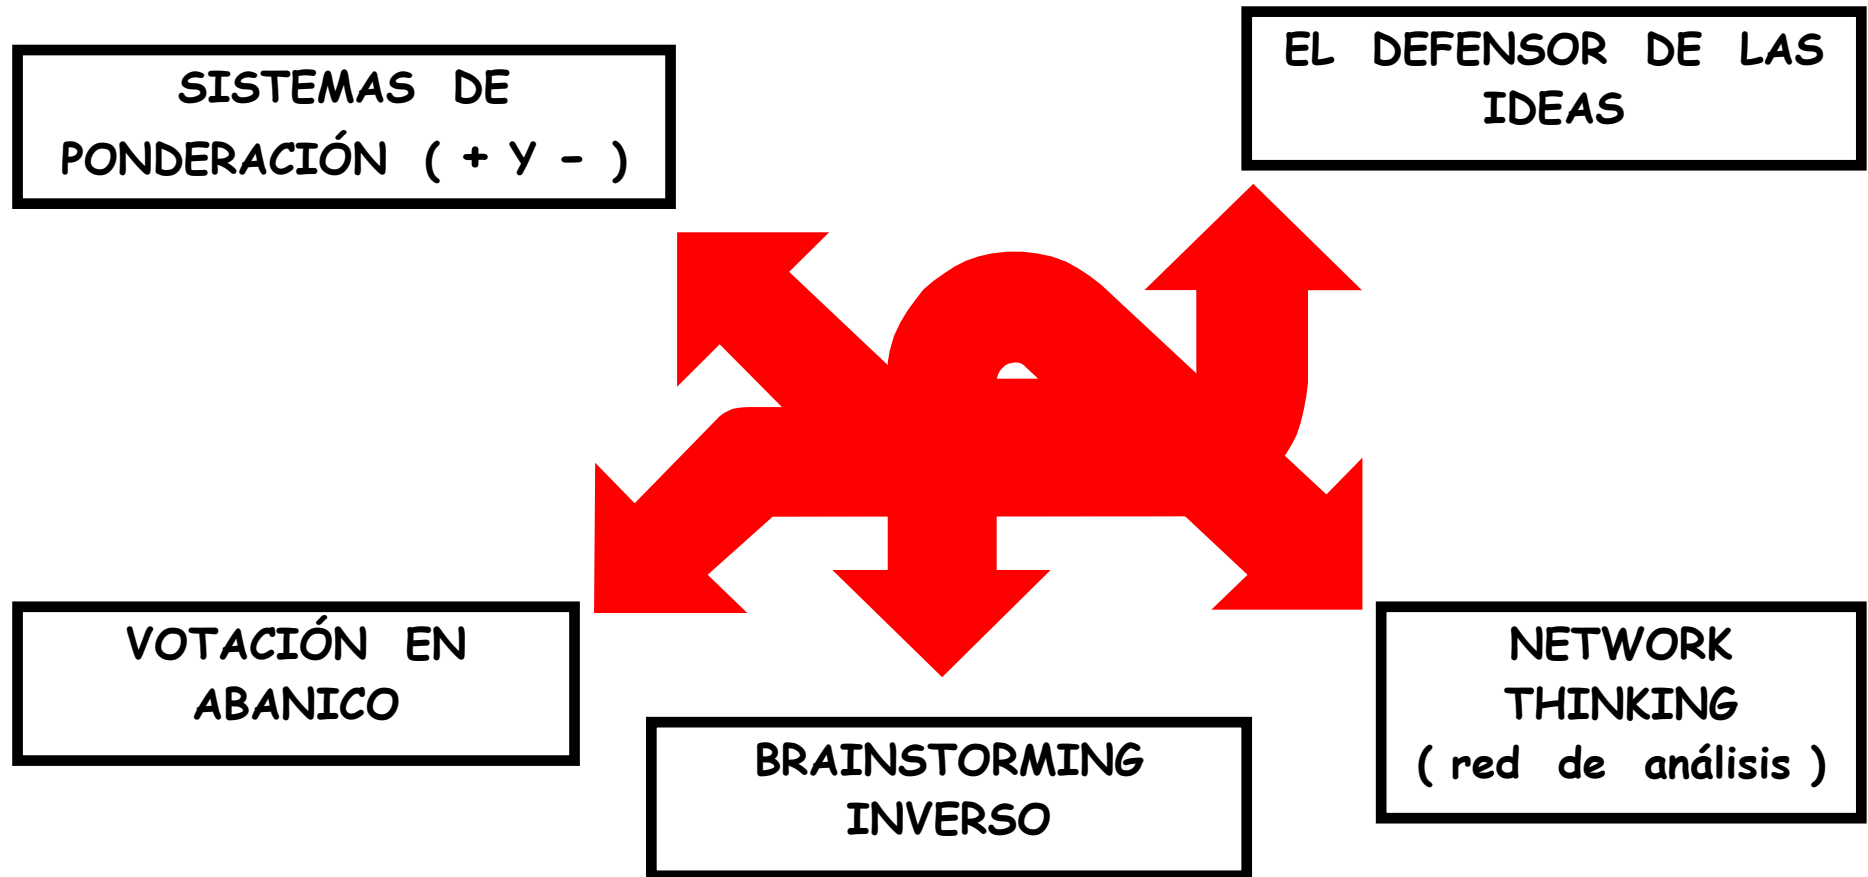 SISTEMAS DE
PONDERACIÓN ( + Y - )
EL DEFENSOR DE LAS
IDEAS
VOTACIÓN EN
ABANICO
BRAINSTORMING
INVERSO
NETWORK
THINKING
( red de análisis )